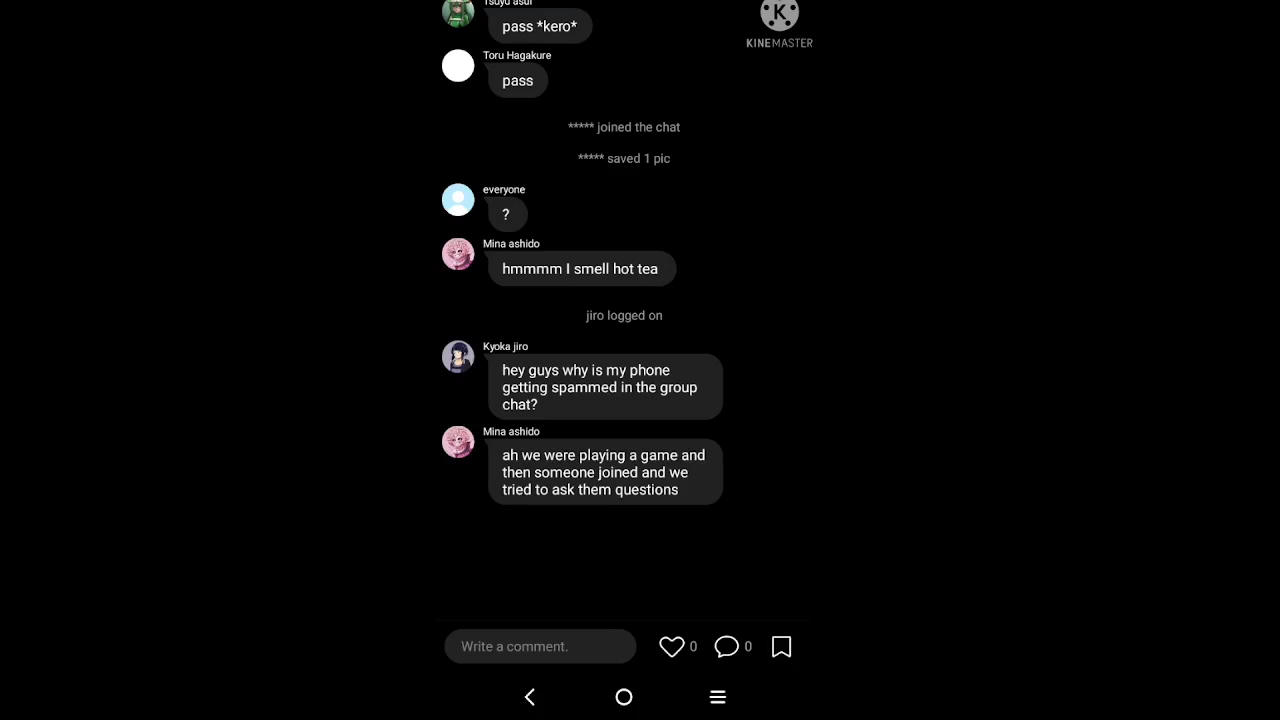 Tsuyu asui
pass *kero*
KINEMASTER
Toru Hagakure
pass
***** joined the chat
***** saved 1 pic
everyone
?
Mina ashido
hmmmm I smell hot tea
jiro logged on
Kyoka jiro
hey guys why is my phone
getting spammed in the group
chat?
Mina ashido
ah we were playing a game and
then someone joined and we
tried to ask them questions
Write a comment.
0
0